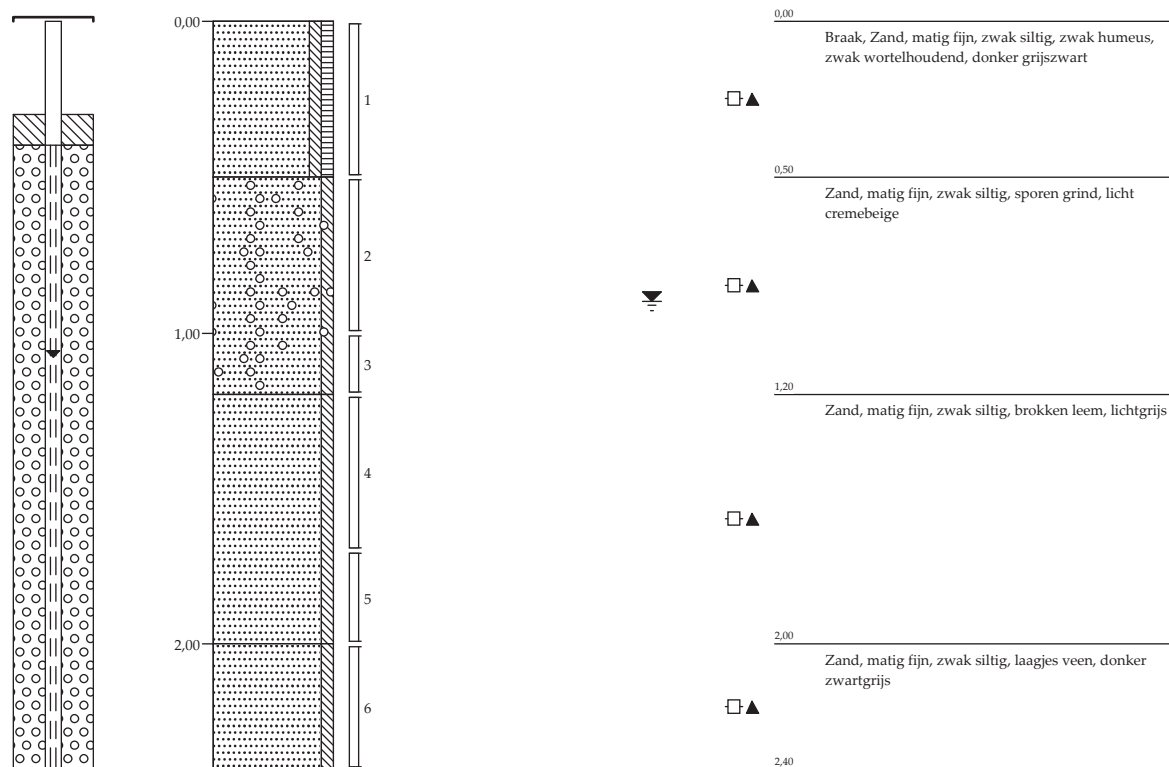 0,00
1,00
2,00
1
2
3
4
5
6
0,00
Braak, Zand, matig fijn, zwak siltig, zwak humeus,
zwak wortelhoudend, donker grijszwart
0,50
Zand, matig fijn, zwak siltig, sporen grind, licht
cremebeige
1,20
Zand, matig fijn, zwak siltig, brokken leem, lichtgrijs
2,00
Zand, matig fijn, zwak siltig, laagjes veen, donker
zwartgrijs
2,40